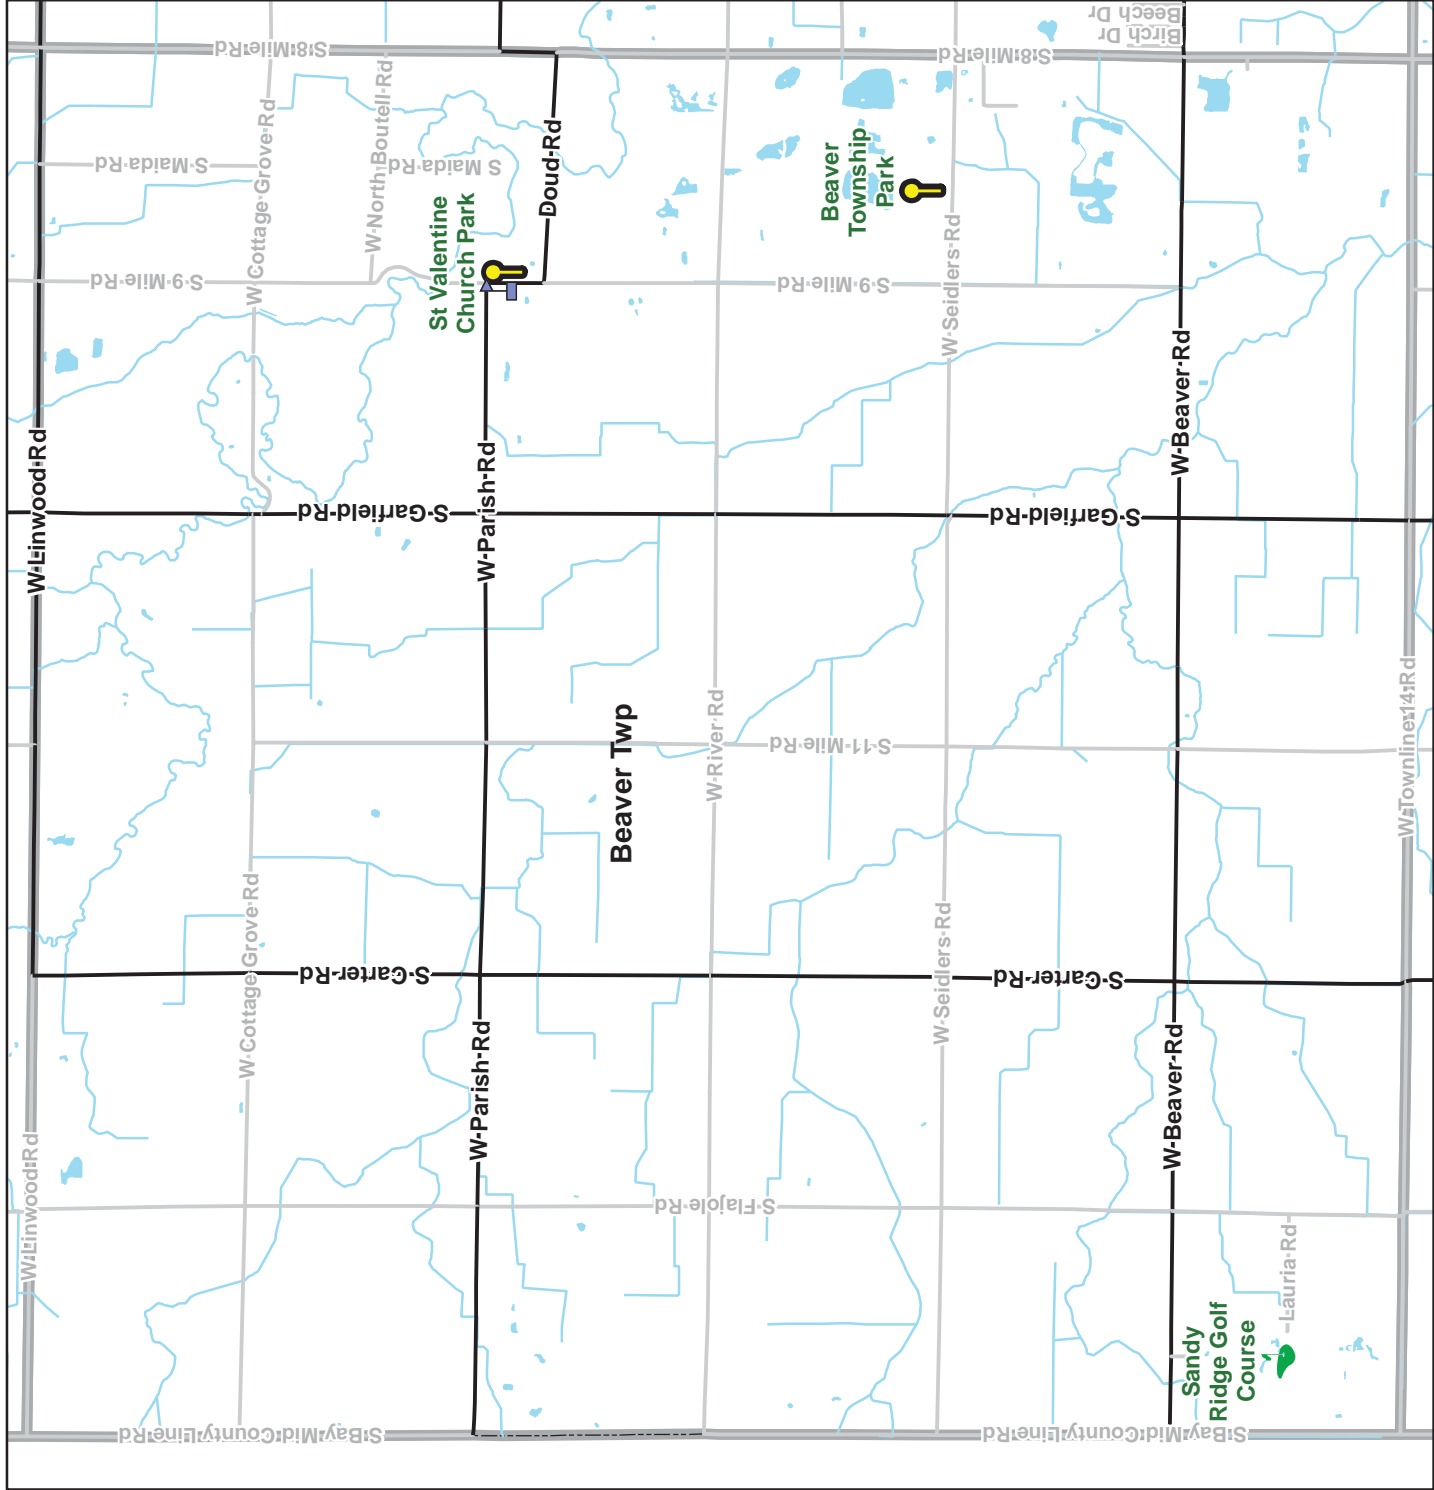 S 8 Mile Rd
S 8 Mile Rd
Beech Dr
Birch Dr
W Cottage Grove Rd
W North Boutell Rd
S Maida Rd
S Maida Rd
Doud Rd
Beaver
Township
Park
St Valentine
Church Park
S 9 Mile Rd
S 9 Mile Rd
W Seidlers Rd
W Linwood Rd
W Parish Rd
W Beaver Rd
S Garfield Rd
S Garfield Rd
Beaver Twp
W River Rd
S 11 Mile Rd
W Townline 14 Rd
W Cottage Grove Rd
W Seidlers Rd
S Carter Rd
S Carter Rd
W Parish Rd
W Beaver Rd
W Linwood Rd
S Flajole Rd
Lauria Rd
Sandy
Ridge Golf
Course
S Bay Mid County Line Rd
S Bay Mid County Line Rd